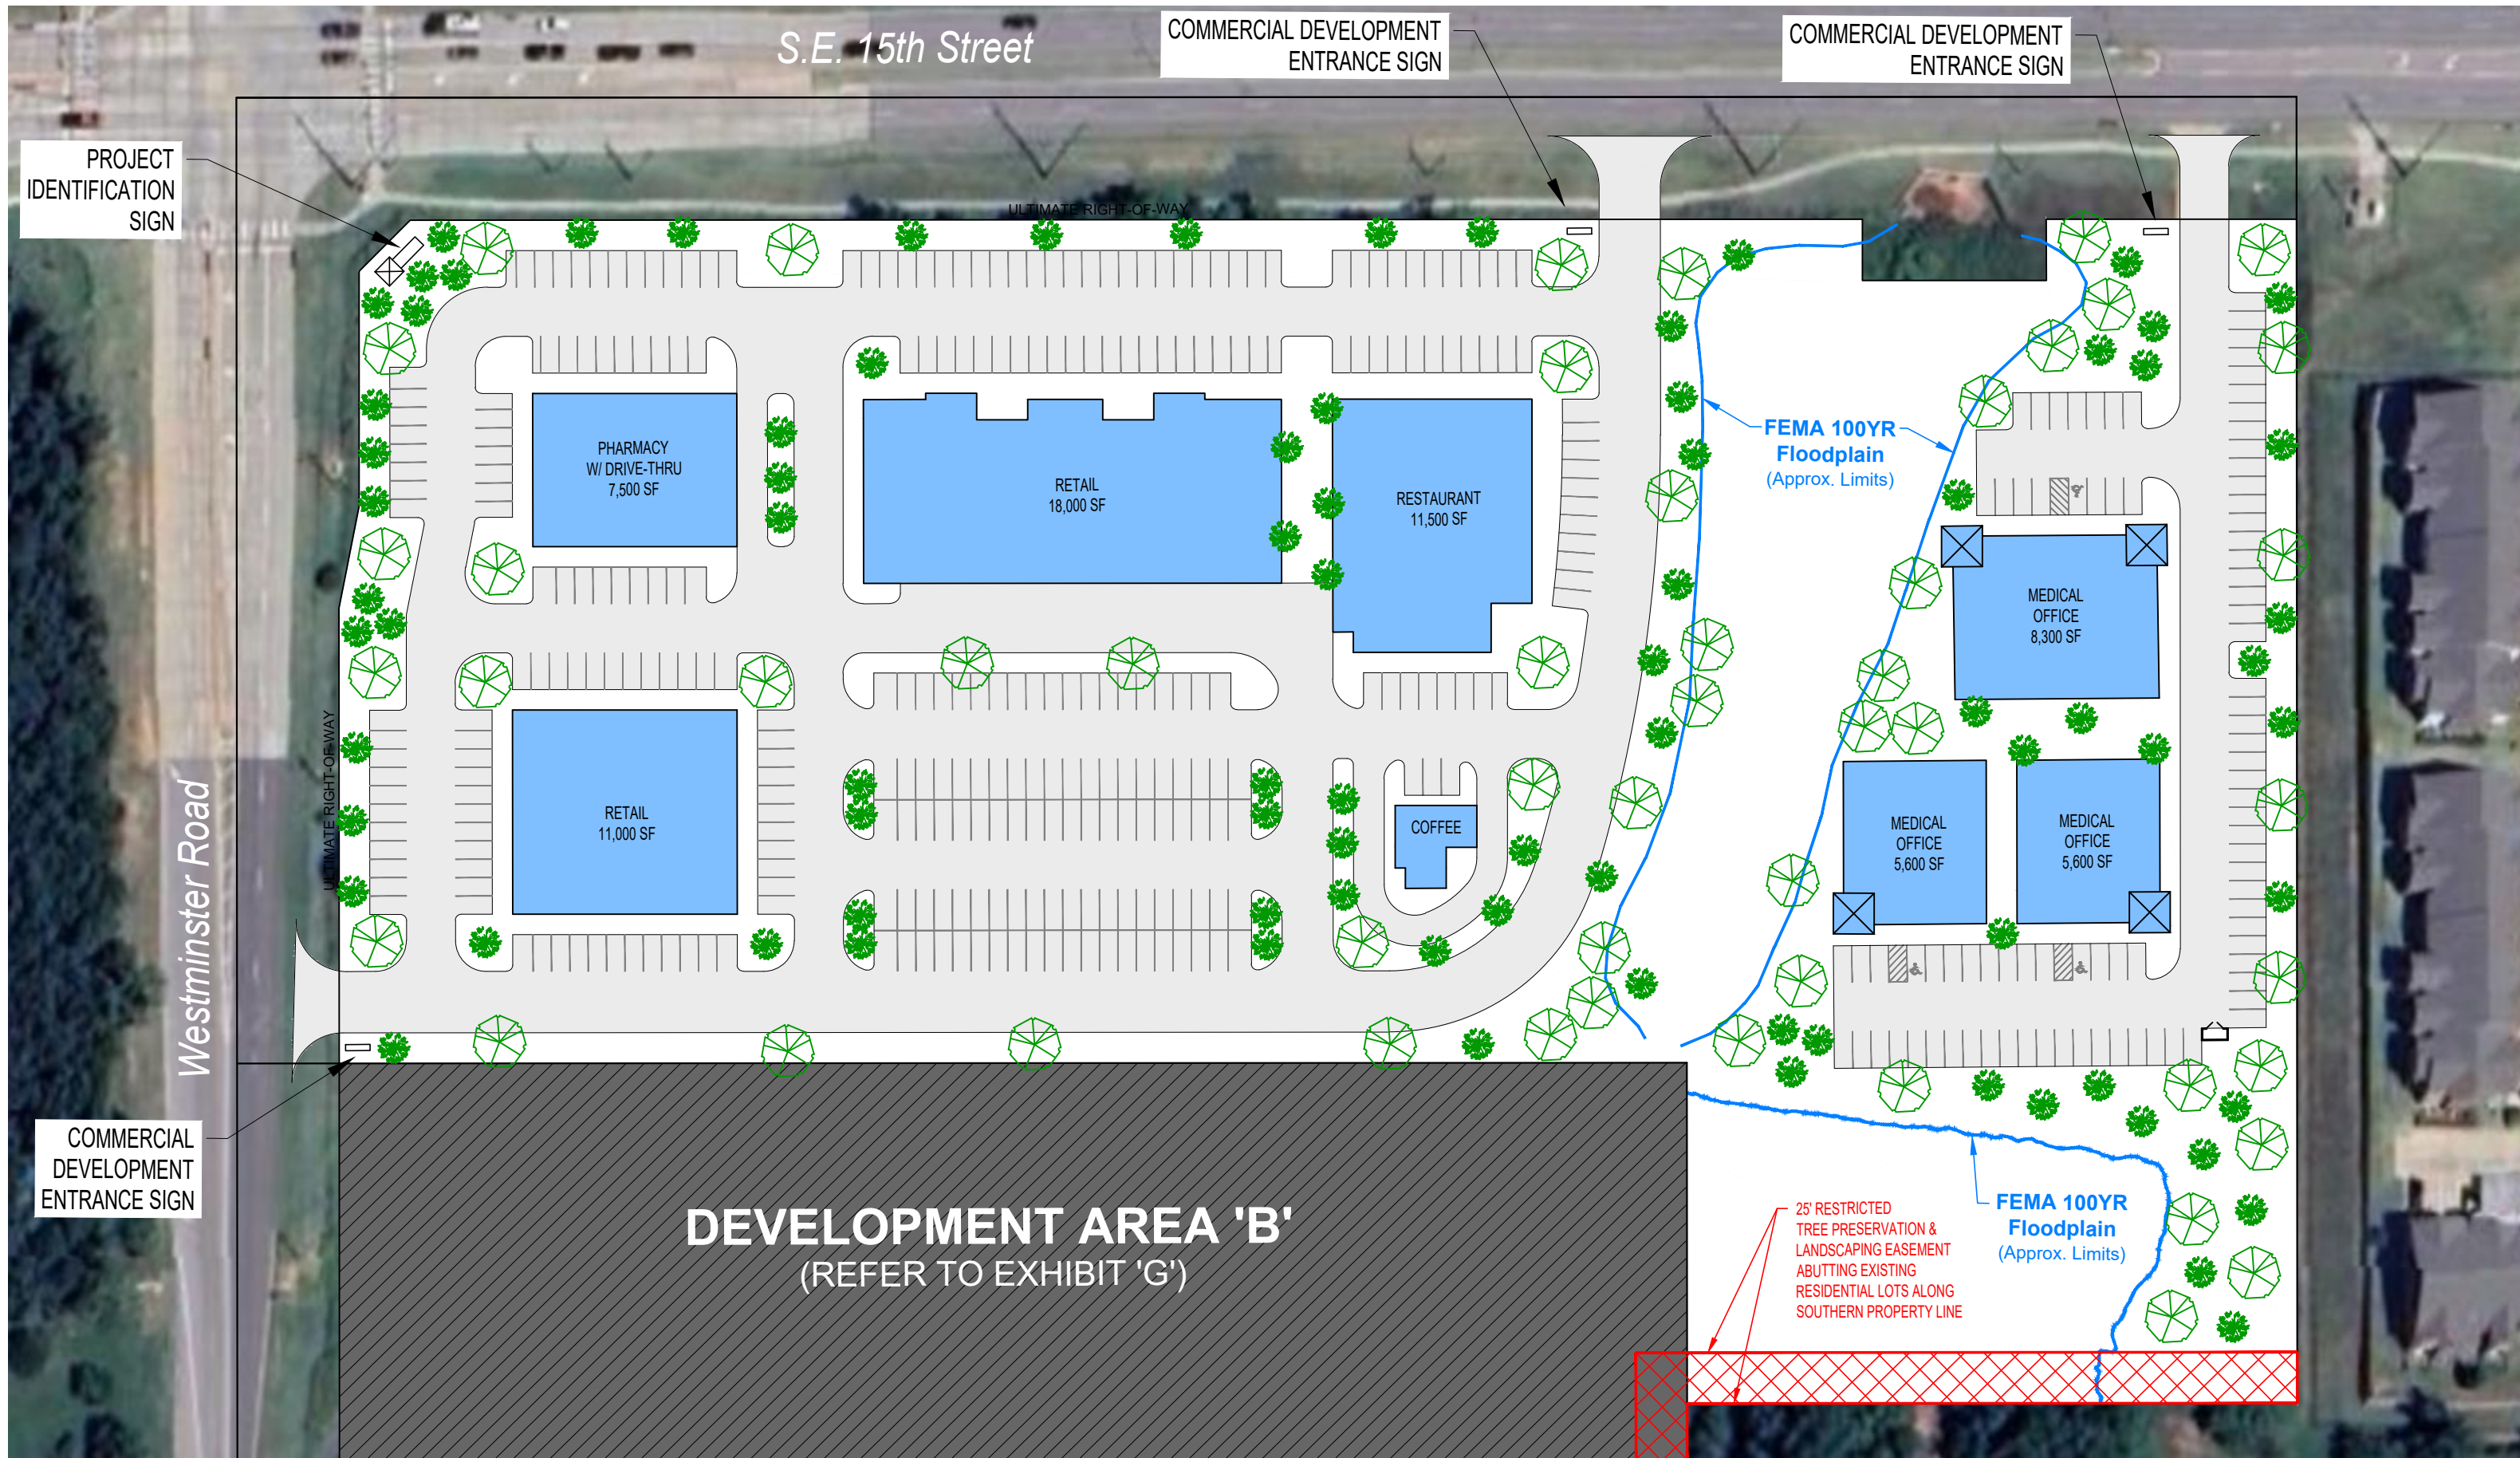 S.E. 15th Street
COMMERCIAL DEVELOPMENT
ENTRANCE SIGN
COMMERCIAL DEVELOPMENT
ENTRANCE SIGN
PROJECT
IDENTIFICATION
SIGN
ULTIMATE RIGHT-OF-WAY
FEMA 100YR
Floodplain
(Approx. Limits)
PHARMACY
W/ DRIVE-THRU
7,500 SF
RETAIL
18,000 SF
RESTAURANT
11,500 SF
MEDICAL
OFFICE
8,300 SF
ULTIMATE RIGHT-OF-WAY
Westminster Road
RETAIL
11,000 SF
COFFEE
MEDICAL
OFFICE
5,600 SF
MEDICAL
OFFICE
5,600 SF
COMMERCIAL
DEVELOPMENT
ENTRANCE SIGN
DEVELOPMENT AREA 'B'
(REFER TO EXHIBIT 'G')
25' RESTRICTED
TREE PRESERVATION &
LANDSCAPING EASEMENT
ABUTTING EXISTING
RESIDENTIAL LOTS ALONG
SOUTHERN PROPERTY LINE
FEMA 100YR
Floodplain
(Approx. Limits)